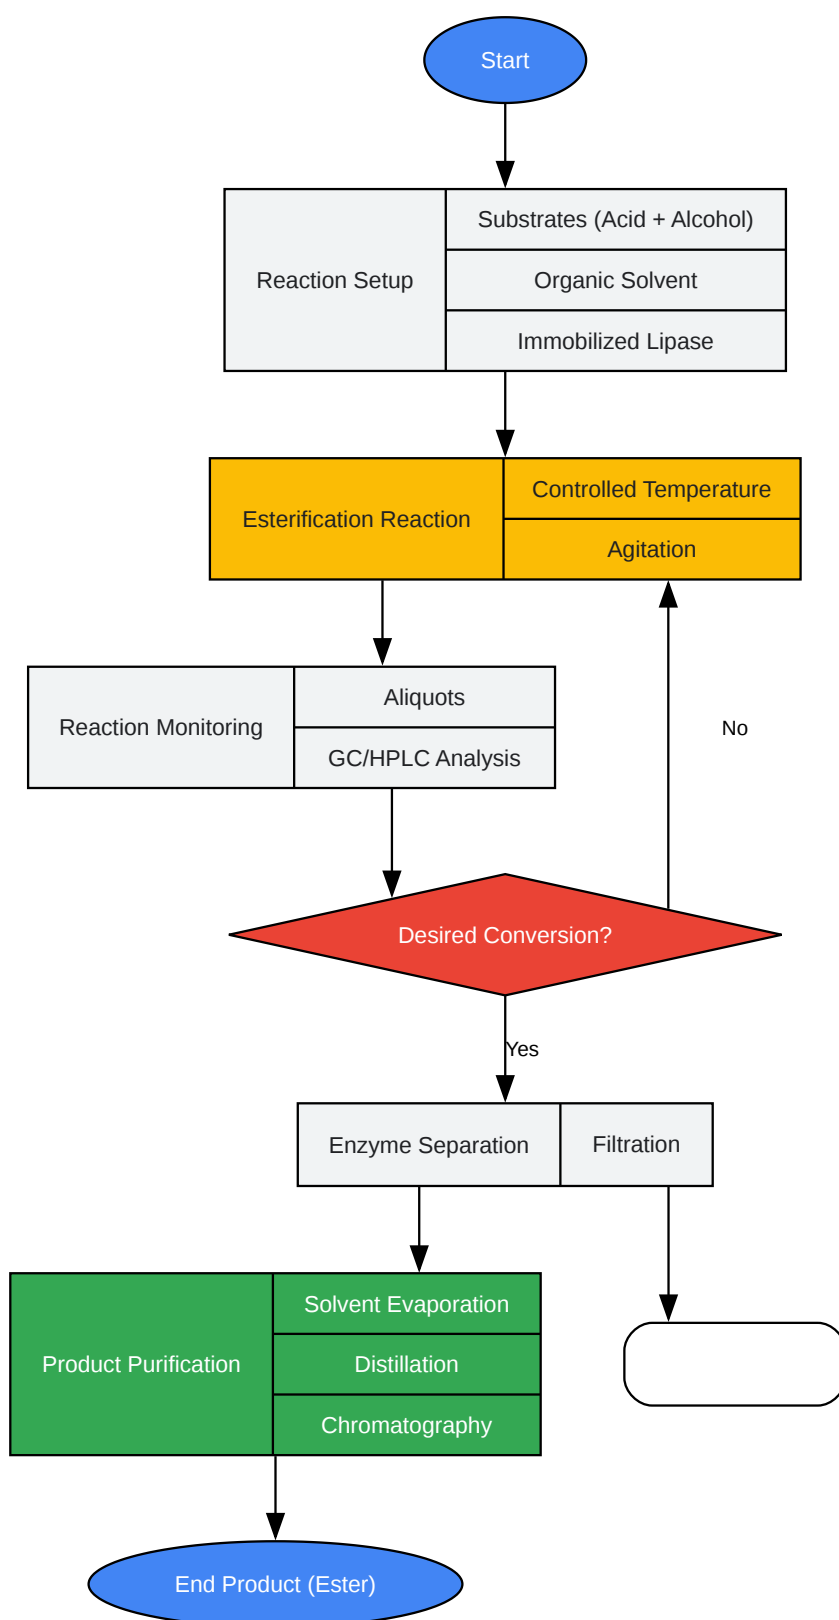 Start
Reaction Setup
Substrates (Acid + Alcohol)
Organic Solvent
Immobilized Lipase
Esterification Reaction
Controlled Temperature
Agitation
Reaction Monitoring
Aliquots
GC/HPLC Analysis
No
Desired Conversion?
Yes
Enzyme Separation
Filtration
Product Purification
Solvent Evaporation
Distillation
Chromatography
End Product (Ester)